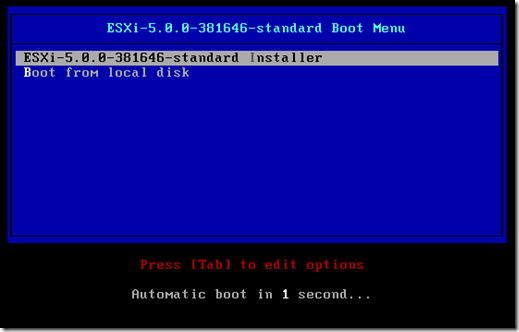 ESXi-5.0.0-381646-standard Boot Menu
ESXi-5.0.0-381646-standard Installer
Boot from local disk
Press [Tab] to edit options
Automatic boot in 1 second...